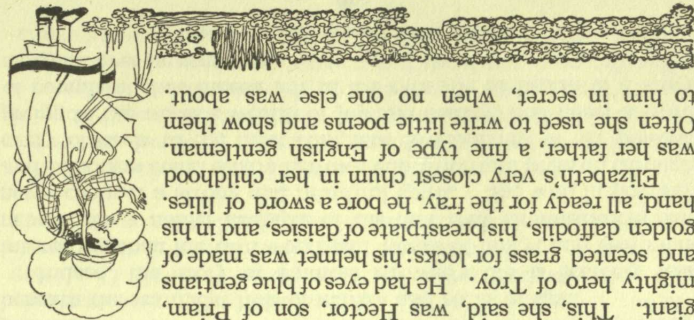 giant. This, she said, was Hector, son of Priam,
mighty hero of Troy. He had eyes of blue gentians
and scented grass for locks; his helmet was made of
golden daffodils, his breastplate of daisies, and in his
hand, all ready for the fray, he bore a sword of lilies.
Elizabeth's very closest chum in her childhood
was her father, a fine type of English gentleman.
Often she used to write little poems and show them
to him in secret, when no one else was about.